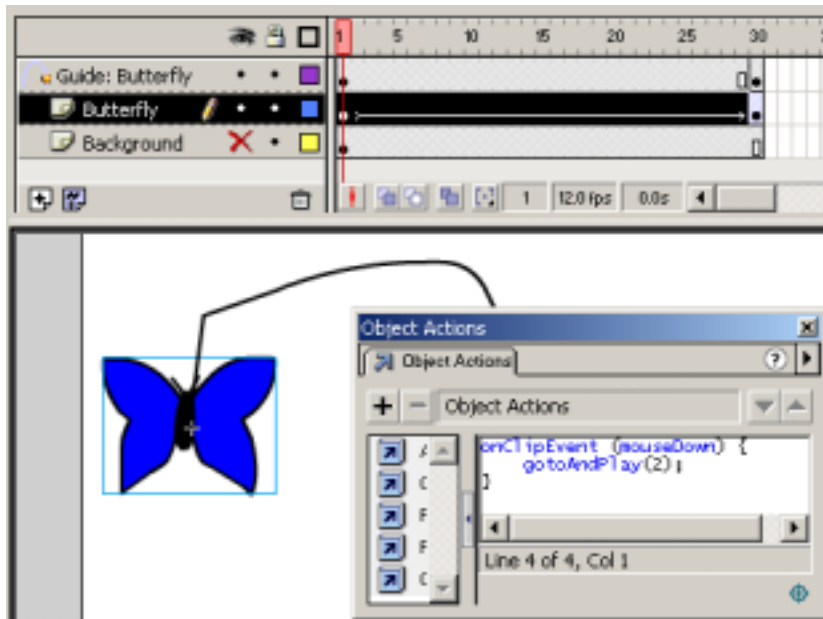 1 5 10 15 20 25 30
Guide: Butterfly
Butterfly
Background
1 12.0 fps 0.0s
Object Actions
Object Actions
Object Actions
onClipEvent (mouseDown) {
gotoAndPlay(2);
}
Line 4 of 4, Col 1